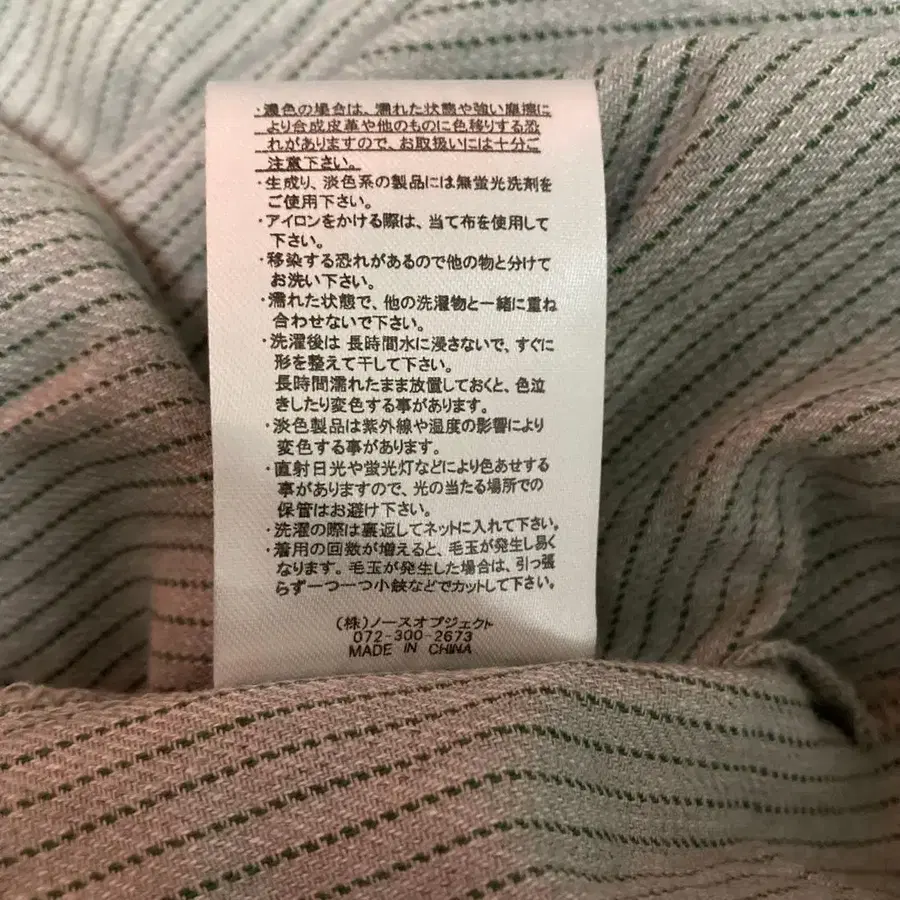 ・濃色の場合は、濡れた状態や強い摩擦に
より合成皮革や他のものに色移りする恐
れがありますので、お取扱いには十分ご
注意下さい。
・生成り、淡色系の製品には無蛍光洗剤を
ご使用下さい。
・アイロンをかける際は、当て布を使用して
下さい。
・移染する恐れがあるので他の物と分けて
お洗い下さい。
・濡れた状態で、他の洗濯物と一緒に重ね
合わせないで下さい。
・洗濯後は 長時間水に浸さないで、すぐに
形を整えて干して下さい。
長時間濡れたまま放置しておくと、色泣
きしたり変色する事があります。
・淡色製品は紫外線や温度の影響により
変色する事があります。
・直射日光や蛍光灯などにより色あせする
事がありますので、光の当たる場所での
保管はお避け下さい。
・洗濯の際は裏返してネットに入れて下さい。
・着用の回数が増えると、毛玉が発生し易く
なります。毛玉が発生した場合は、引っ張
らず一つ一つ小鋏などでカットして下さい。
(株)ノースオブジェクト
072-300-2673
MADE IN CHINA